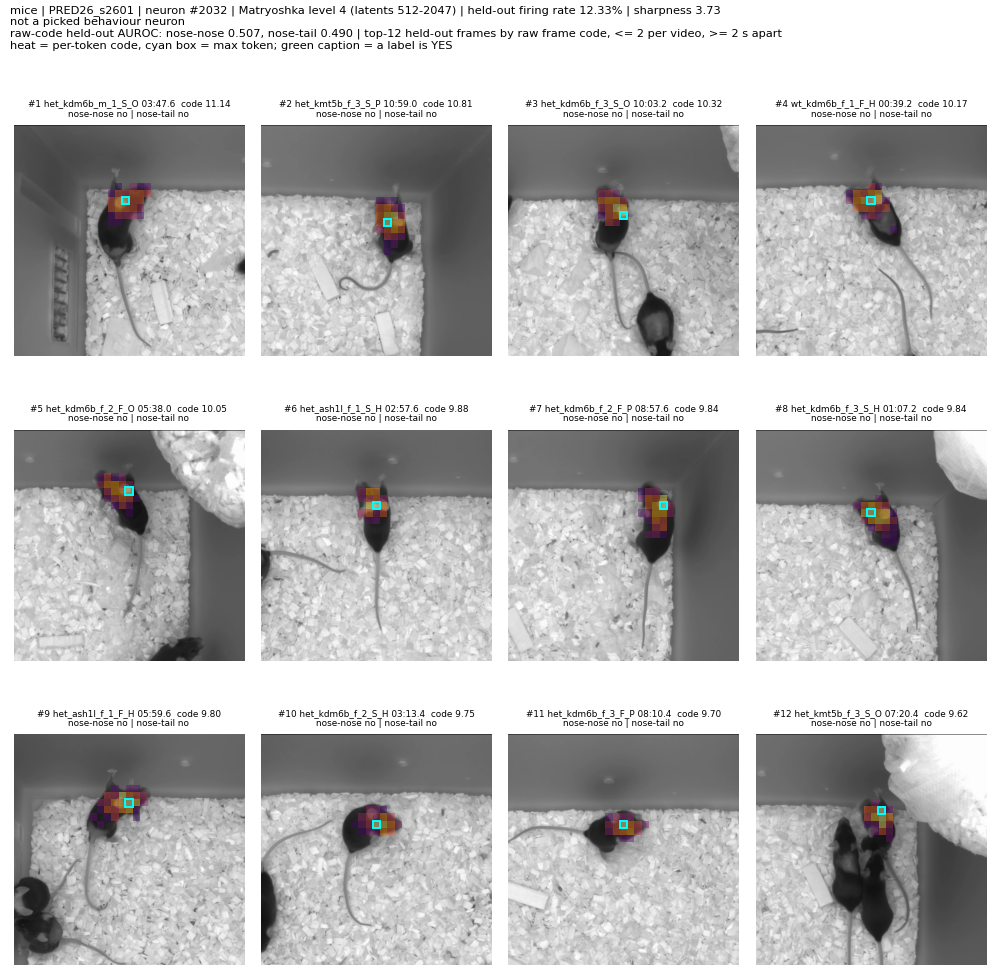 mice | PRED26_s2601 | neuron #2032 | Matryoshka level 4 (latents 512-2047) | held-out firing rate 12.33% | sharpness 3.73
not a picked behaviour neuron
raw-code held-out AUROC: nose-nose 0.507, nose-tail 0.490 | top-12 held-out frames by raw frame code, <= 2 per video, >= 2 s apart
heat = per-token code, cyan box = max token; green caption = a label is YES
#1 het_kdm6b_m_1_S_O 03:47.6 code 11.14
nose-nose no | nose-tail no
#2 het_kmt5b_f_3_S_P 10:59.0 code 10.81
nose-nose no | nose-tail no
#3 het_kdm6b_f_3_S_O 10:03.2 code 10.32
nose-nose no | nose-tail no
#4 wt_kdm6b_f_1_F_H 00:39.2 code 10.17
nose-nose no | nose-tail no
#5 het_kdm6b_f_2_F_O 05:38.0 code 10.05
nose-nose no | nose-tail no
#6 het_ash1l_f_1_S_H 02:57.6 code 9.88
nose-nose no | nose-tail no
#7 het_kdm6b_f_2_F_P 08:57.6 code 9.84
nose-nose no | nose-tail no
#8 het_kdm6b_f_3_S_H 01:07.2 code 9.84
nose-nose no | nose-tail no
#9 het_ash1l_f_1_F_H 05:59.6 code 9.80
nose-nose no | nose-tail no
#10 het_kdm6b_f_2_S_H 03:13.4 code 9.75
nose-nose no | nose-tail no
#11 het_kdm6b_f_3_F_P 08:10.4 code 9.70
nose-nose no | nose-tail no
#12 het_kmt5b_f_3_S_O 07:20.4 code 9.62
nose-nose no | nose-tail no